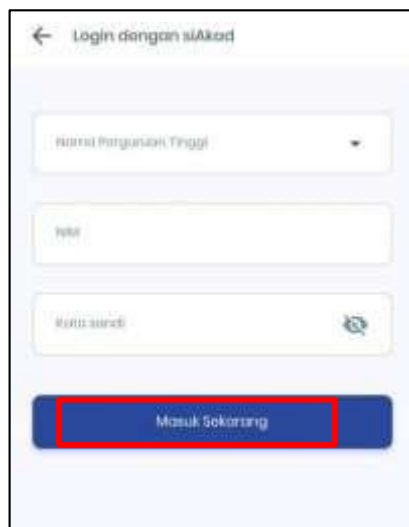 Login dengan siAkad
Nama Perguruan Tinggi
NIM
Kata sandi
Masuk Sekarang